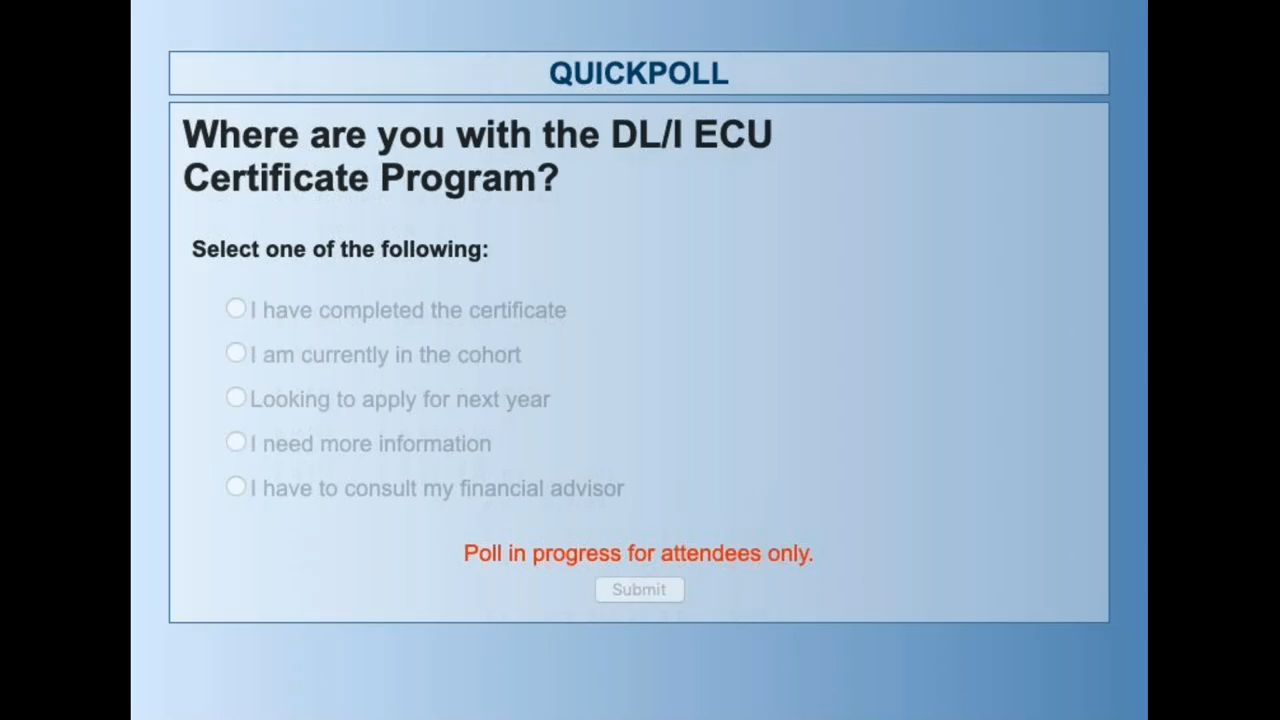 QUICKPOLL
Where are you with the DL/I ECU
Certificate Program?
Select one of the following:
I have completed the certificate
I am currently in the cohort
Looking to apply for next year
I need more information
I have to consult my financial advisor
Poll in progress for attendees only.
Submit